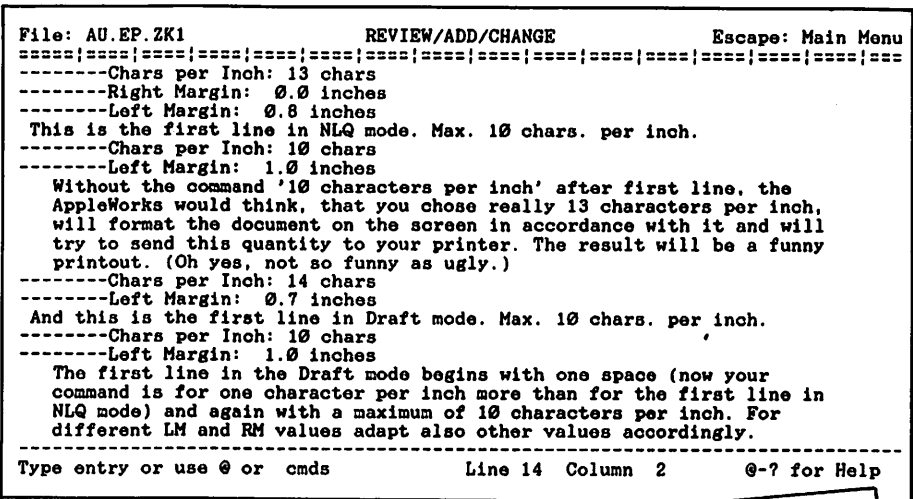 File: AU.EP.ZK1 REVIEW/ADD/CHANGE Escape: Main Menu
=====|====|====|====|====|====|====|====|====|====|====|====|====|====|====|===
--------Chars per Inch: 13 chars
--------Right Margin: 0.0 inches
--------Left Margin: 0.8 inches
This is the first line in NLQ mode. Max. 10 chars. per inch.
--------Chars per Inch: 10 chars
--------Left Margin: 1.0 inches
Without the command '10 characters per inch' after first line, the
AppleWorks would think, that you chose really 13 characters per inch,
will format the document on the screen in accordance with it and will
try to send this quantity to your printer. The result will be a funny
printout. (Oh yes, not so funny as ugly.)
--------Chars per Inch: 14 chars
--------Left Margin: 0.7 inches
And this is the first line in Draft mode. Max. 10 chars. per inch.
--------Chars per Inch: 10 chars
--------Left Margin: 1.0 inches
The first line in the Draft mode begins with one space (now your
command is for one character per inch more than for the first line in
NLQ mode) and again with a maximum of 10 characters per inch. For
different LM and RM values adapt also other values accordingly.
-------------------------------------------------------------------------------
Type entry or use @ or cmds Line 14 Column 2 @-? for Help